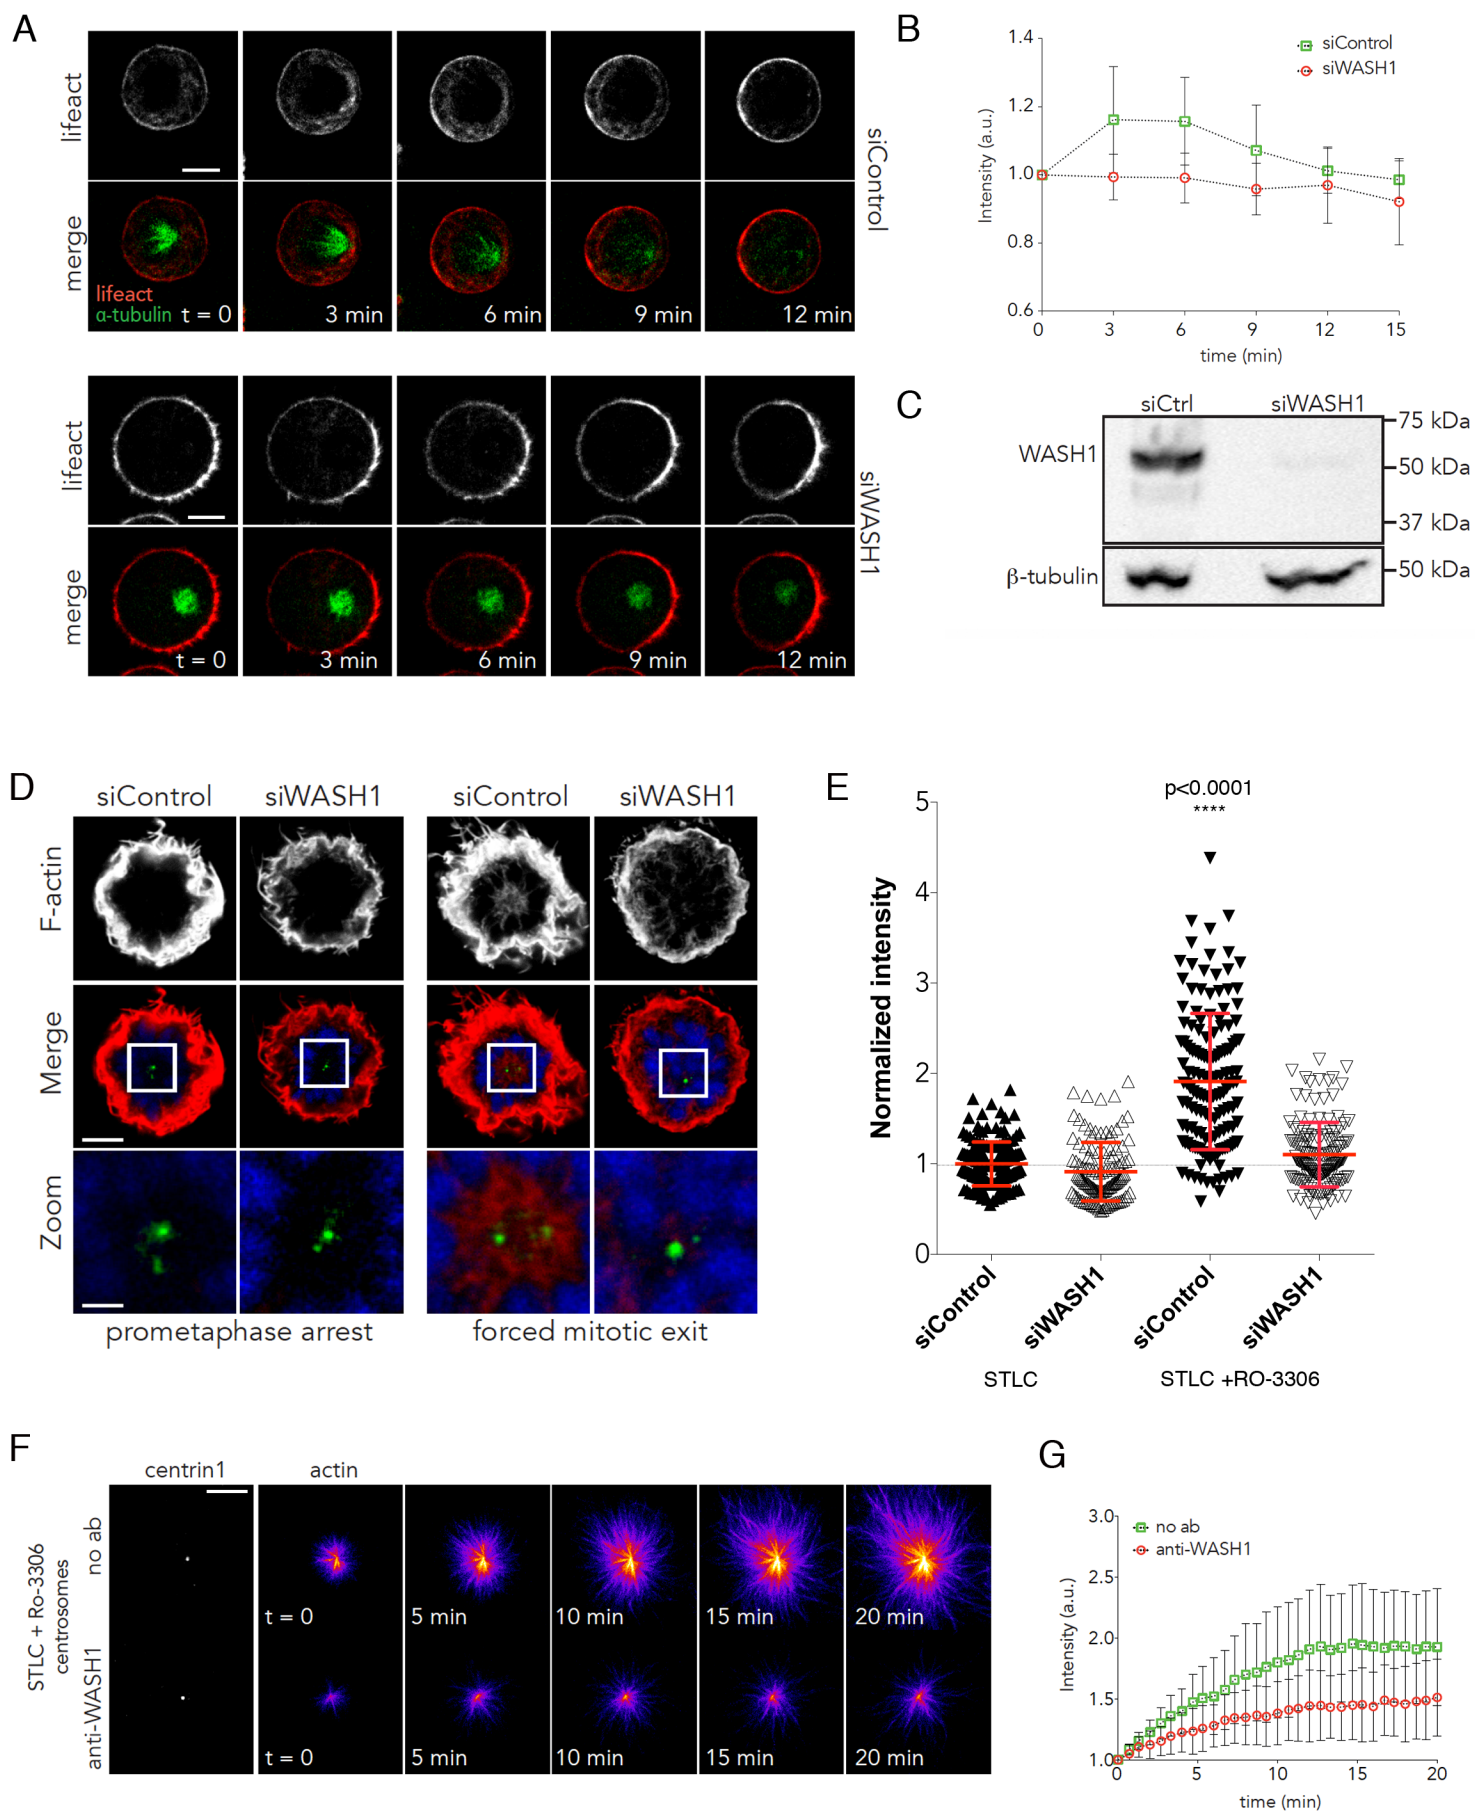 A
lifeact
siControl
merge
lifeact
α-tubulin
t = 0
3 min
6 min
9 min
12 min
lifeact
siWASH1
merge
t = 0
3 min
6 min
9 min
12 min
B
1.4
1.2
1.0
0.8
0.6
Intensity (a.u.)
siControl
siWASH1
0 3 6 9 12 15
time (min)
C
siCtrl siWASH1
WASH1
75 kDa
50 kDa
37 kDa
β-tubulin
50 kDa
D
siControl siWASH1 siControl siWASH1
F-actin
Merge
Zoom
prometaphase arrest forced mitotic exit
E
p<0.0001
****
5
4
3
2
1
0
Normalized intensity
siControl siWASH1 siControl siWASH1
STLC STLC +RO-3306
F
centrin1 actin
STLC + Ro-3306
centrosomes
no ab
t = 0 5 min 10 min 15 min 20 min
anti-WASH1
t = 0 5 min 10 min 15 min 20 min
G
3.0
2.5
2.0
1.5
1.0
Intensity (a.u.)
no ab
anti-WASH1
0 5 10 15 20
time (min)